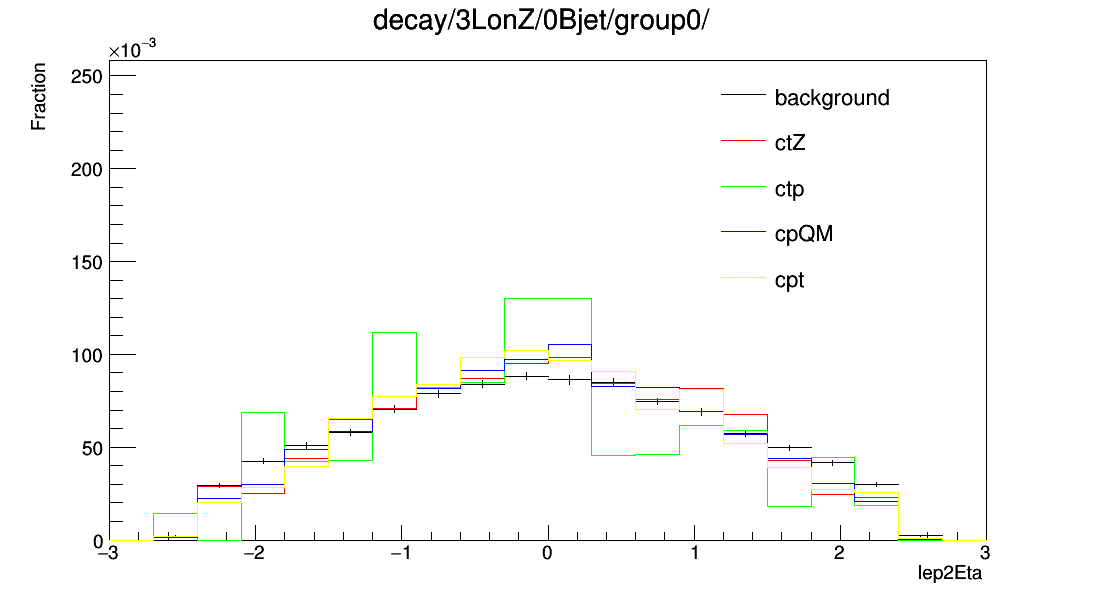 decay/3LonZ/0Bjet/group0/
×10⁻³
Fraction
250
200
150
100
50
0
background
ctZ
ctp
cpQM
cpt
−3 −2 −1 0 1 2 3
lep2Eta